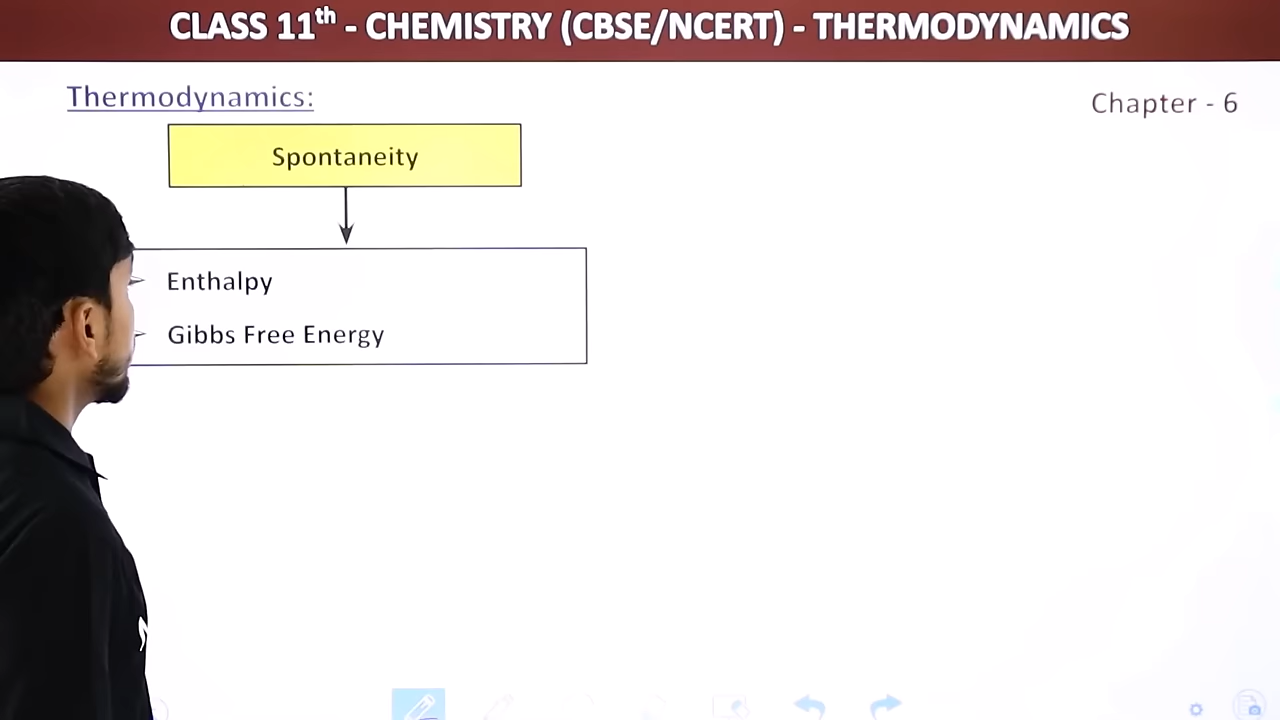 CLASS 11th - CHEMISTRY (CBSE/NCERT) - THERMODYNAMICS
Thermodynamics:
Chapter - 6
Spontaneity
Enthalpy
Gibbs Free Energy